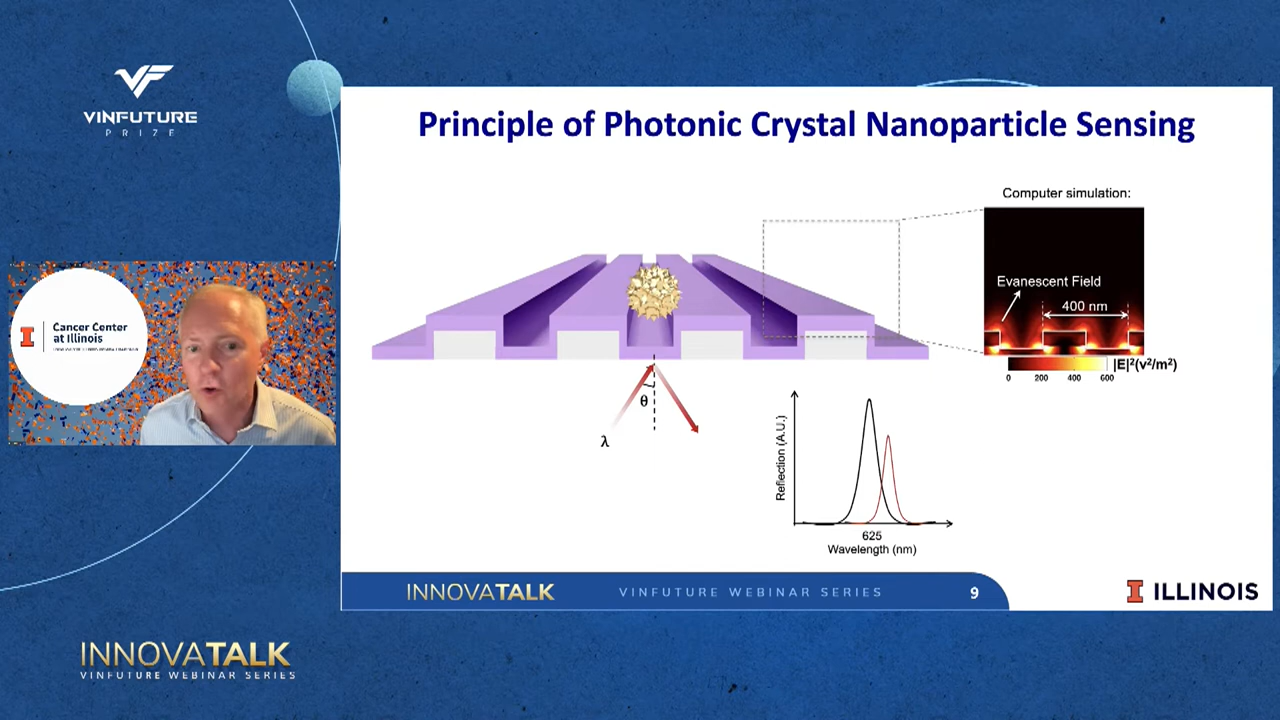 VINFUTURE
PRIZE
Principle of Photonic Crystal Nanoparticle Sensing
Computer simulation:
Evanescent Field
400 nm
|E|²(v²/m²)
0 200 400 600
θ
λ
Reflection (A.U.)
625
Wavelength (nm)
I Cancer Center
at Illinois
INNOVATALK
VINFUTURE WEBINAR SERIES
9
I ILLINOIS
INNOVATALK
VINFUTURE WEBINAR SERIES